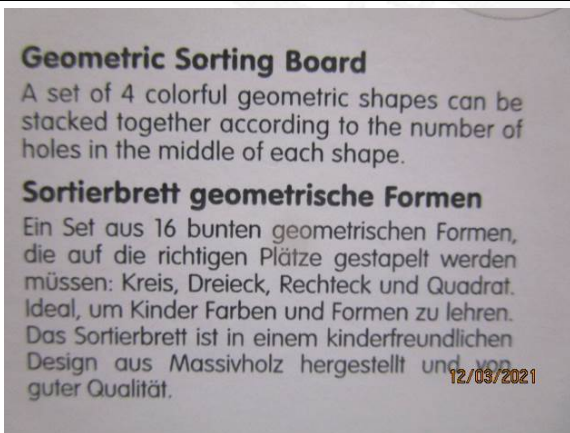 Geometric Sorting Board
A set of 4 colorful geometric shapes can be
stacked together according to the number of
holes in the middle of each shape.
Sortierbrett geometrische Formen
Ein Set aus 16 bunten geometrischen Formen,
die auf die richtigen Plätze gestapelt werden
müssen: Kreis, Dreieck, Rechteck und Quadrat.
Ideal, um Kinder Farben und Formen zu lehren.
Das Sortierbrett ist in einem kinderfreundlichen
Design aus Massivholz hergestellt und von
guter Qualität.
12/03/2021